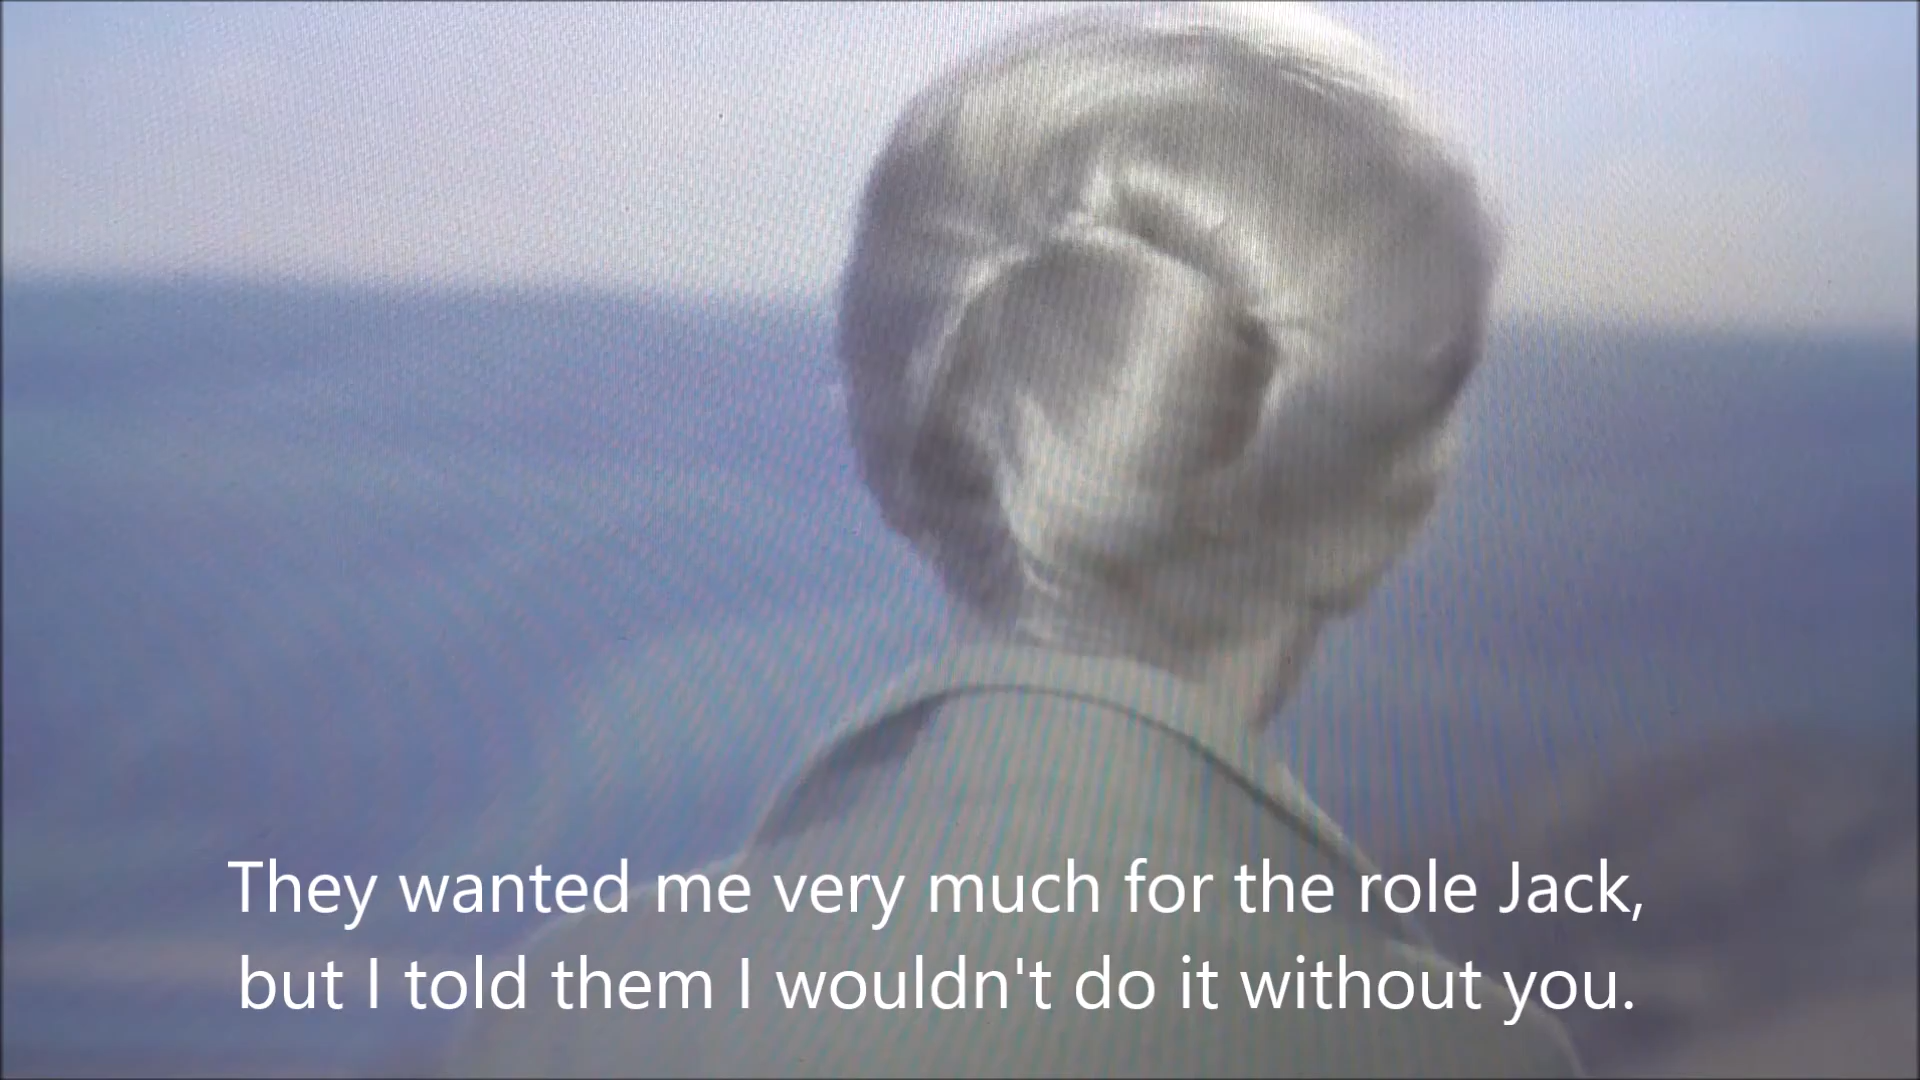 They wanted me very much for the role Jack,
but I told them I wouldn't do it without you.